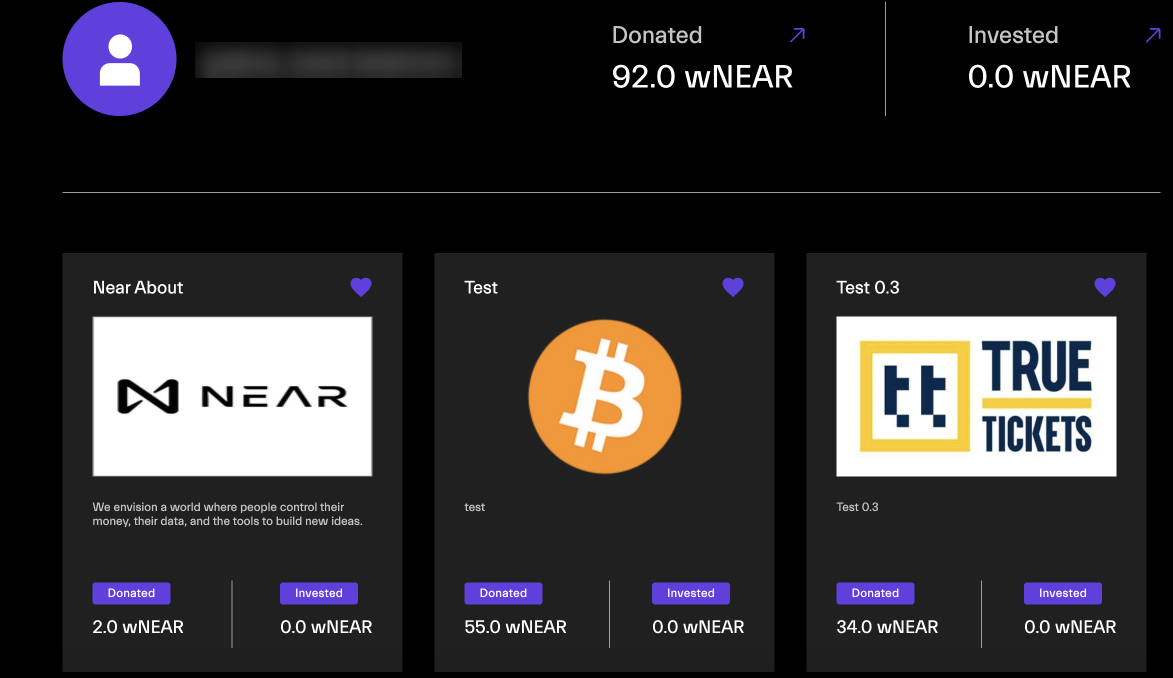 Donated
92.0 wNEAR
Invested
0.0 wNEAR
Near About
NEAR
We envision a world where people control their
money, their data, and the tools to build new ideas.
Donated
2.0 wNEAR
Invested
0.0 wNEAR
Test
test
Donated
55.0 wNEAR
Invested
0.0 wNEAR
Test 0.3
tt
TRUE
TICKETS
Test 0.3
Donated
34.0 wNEAR
Invested
0.0 wNEAR